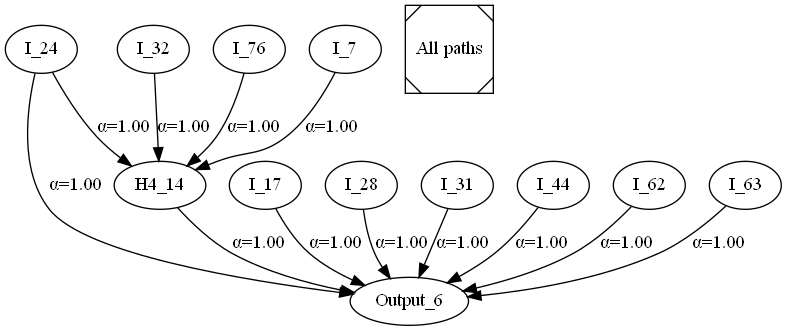 I_24
I_32
I_76
I_7
All paths
α=1.00
α=1.00
α=1.00
α=1.00
α=1.00
H4_14
I_17
I_28
I_31
I_44
I_62
I_63
α=1.00
α=1.00
α=1.00
α=1.00
α=1.00
α=1.00
α=1.00
Output_6